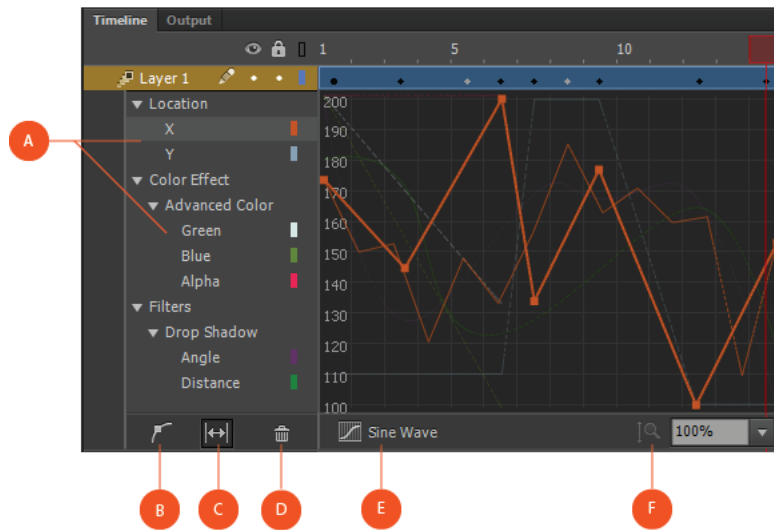 Timeline Output
1 5 10
Layer 1
Location
X
Y
Color Effect
Advanced Color
Green
Blue
Alpha
Filters
Drop Shadow
Angle
Distance
200
190
180
170
160
150
140
130
120
110
100
Sine Wave
100%
A
B C D E F